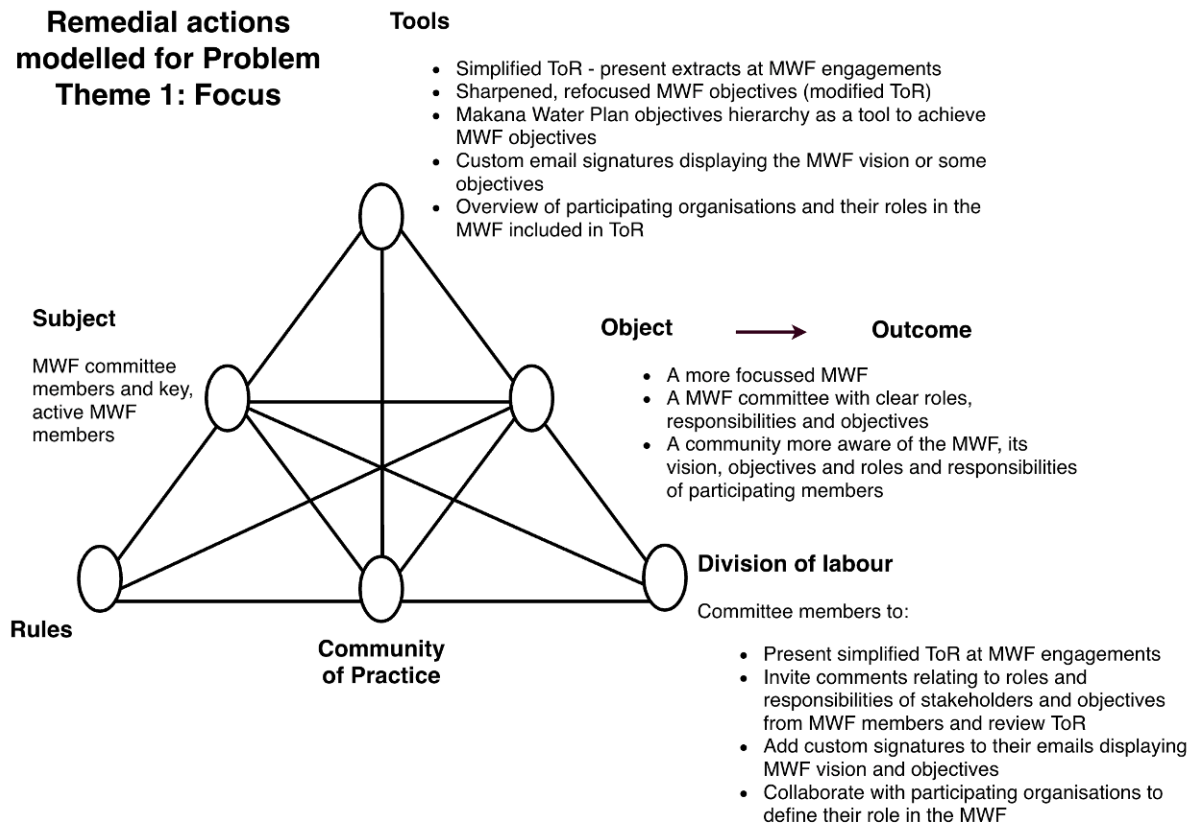 Remedial actions
modelled for Problem
Theme 1: Focus
Tools
• Simplified ToR - present extracts at MWF engagements
• Sharpened, refocused MWF objectives (modified ToR)
• Makana Water Plan objectives hierarchy as a tool to achieve
MWF objectives
• Custom email signatures displaying the MWF vision or some
objectives
• Overview of participating organisations and their roles in the
MWF included in ToR
Subject
MWF committee
members and key,
active MWF
members
Object
Outcome
• A more focussed MWF
• A MWF committee with clear roles,
responsibilities and objectives
• A community more aware of the MWF, its
vision, objectives and roles and responsibilities
of participating members
Rules
Community
of Practice
Division of labour
Committee members to:
• Present simplified ToR at MWF engagements
• Invite comments relating to roles and
responsibilities of stakeholders and objectives
from MWF members and review ToR
• Add custom signatures to their emails displaying
MWF vision and objectives
• Collaborate with participating organisations to
define their role in the MWF